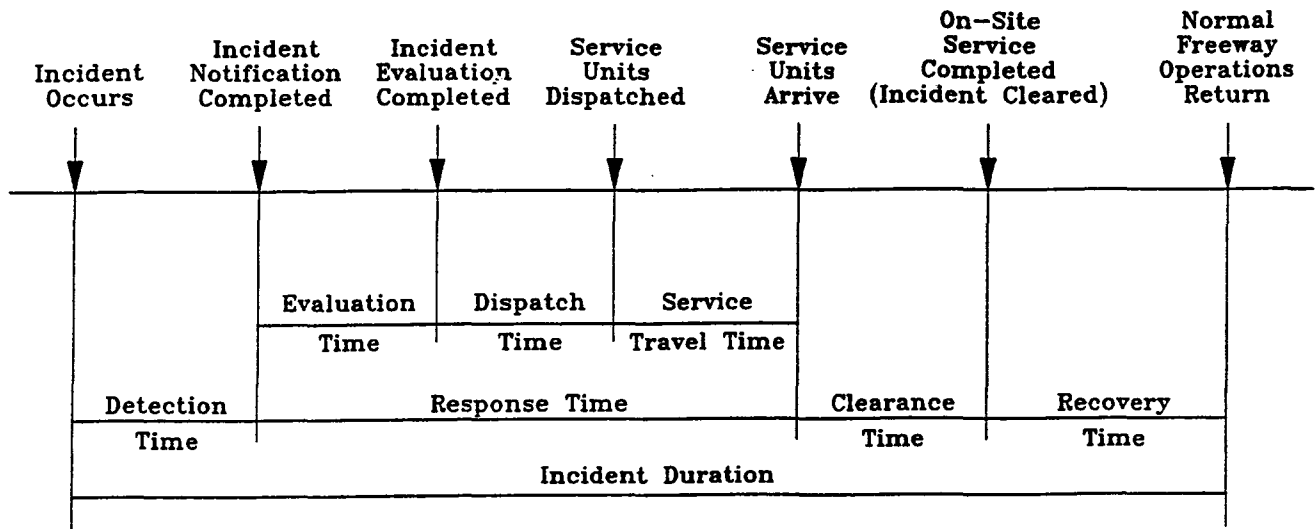 Incident
Occurs
Incident
Notification
Completed
Incident
Evaluation
Completed
Service
Units
Dispatched
Service
Units
Arrive
On-Site
Service
Completed
(Incident Cleared)
Normal
Freeway
Operations
Return
Evaluation
Time
Dispatch
Time
Service
Travel Time
Detection
Time
Response Time
Clearance
Time
Recovery
Time
Incident Duration